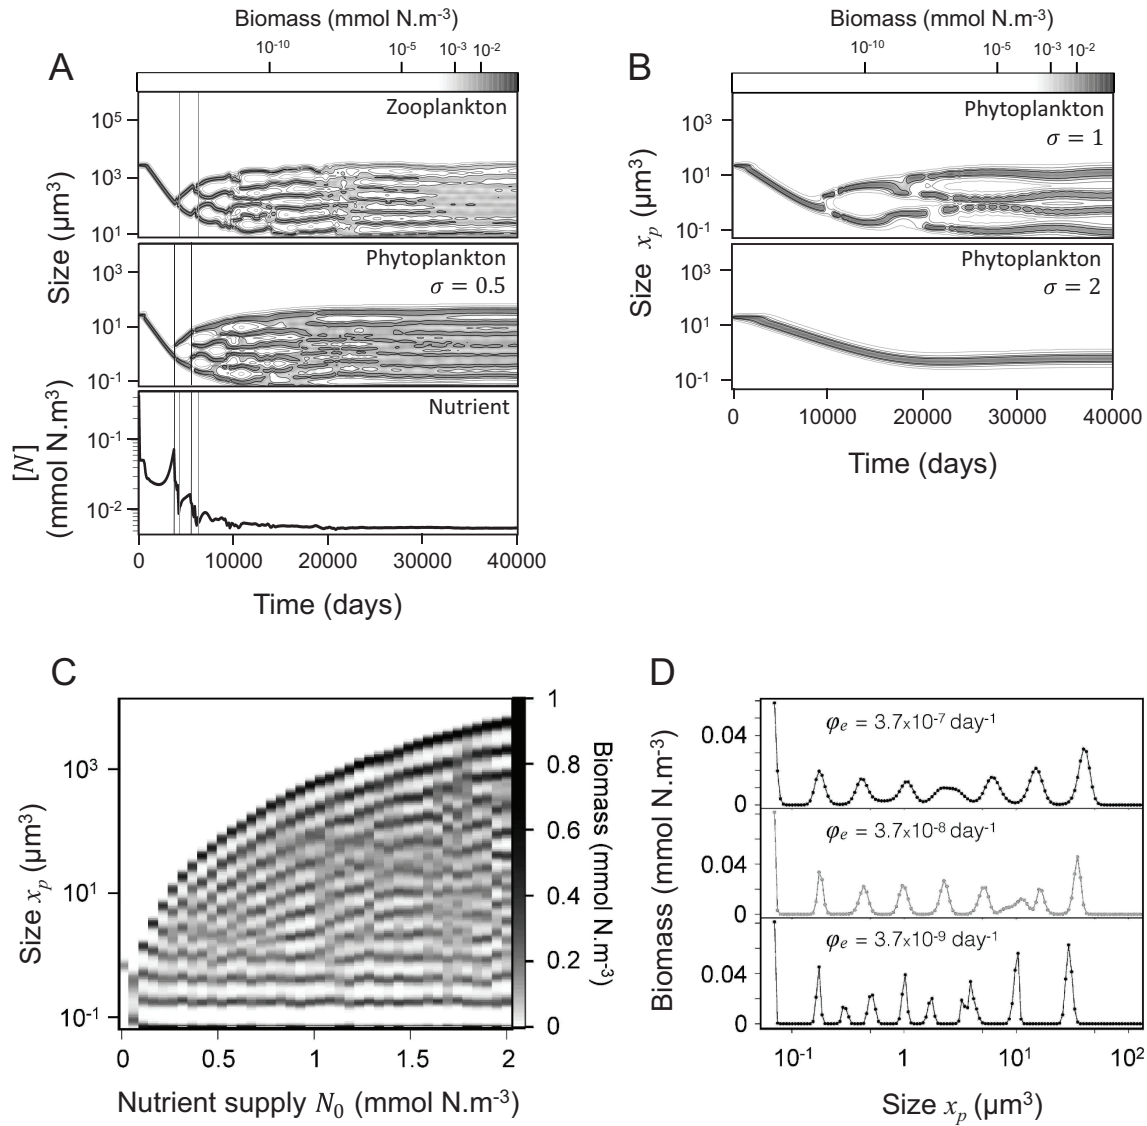 Biomass (mmol N.m-3)
10-10 10-5 10-3 10-2
A
Zooplankton
105
103
101
Size (µm3)
Phytoplankton
σ = 0.5
103
101
10-1
Nutrient
[N]
(mmol N.m3)
10-1
10-2
0 10000 20000 30000 40000
Time (days)
Biomass (mmol N.m-3)
10-10 10-5 10-3 10-2
B
Phytoplankton
σ = 1
103
101
10-1
Size xp (µm3)
Phytoplankton
σ = 2
103
101
10-1
0 10000 20000 30000 40000
Time (days)
C
Size xp (µm3)
103
101
10-1
0 0.5 1 1.5 2
Nutrient supply N0 (mmol N.m-3)
1
0.8
0.6
0.4
0.2
0
Biomass (mmol N.m-3)
D
Biomass (mmol N.m-3)
φe = 3.7x10-7 day-1
0.04
0
φe = 3.7x10-8 day-1
0.04
0
φe = 3.7x10-9 day-1
0.04
0
10-1 1 101 102
Size xp (µm3)